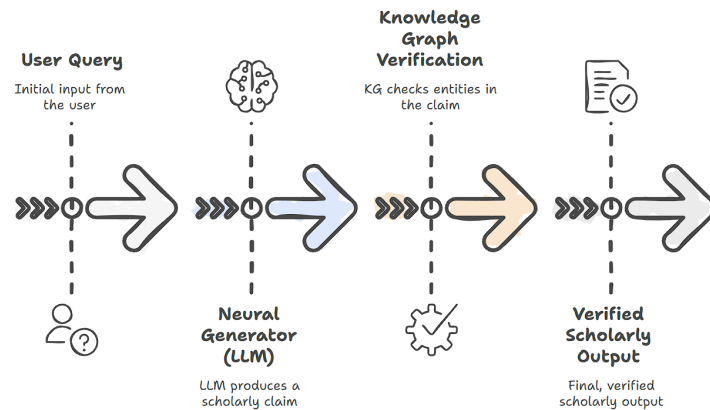 User Query
Initial input from
the user
Neural
Generator
(LLM)
LLM produces a
scholarly claim
Knowledge
Graph
Verification
KG checks entities in
the claim
Verified
Scholarly
Output
Final, verified
scholarly output